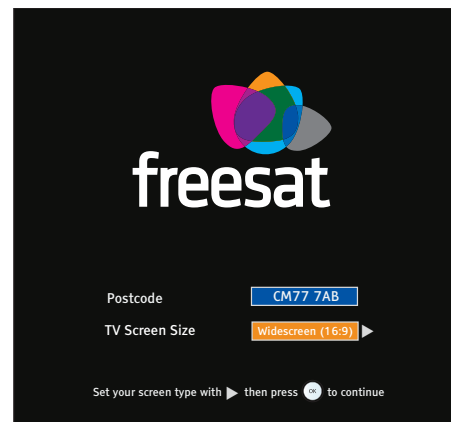 freesat
Postcode CM77 7AB
TV Screen Size Widescreen (16:9)
Set your screen type with ▶ then press OK to continue